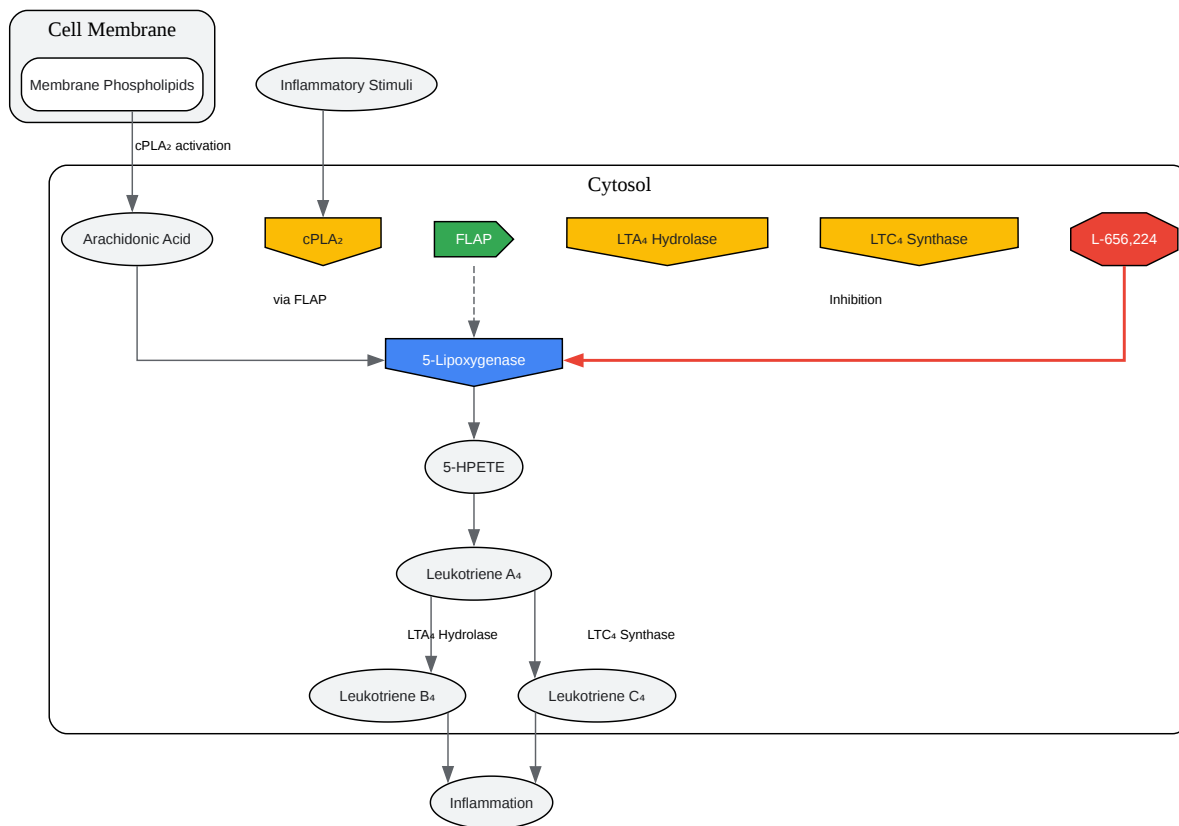 Cell Membrane
Membrane Phospholipids
Inflammatory Stimuli
cPLA₂ activation
Cytosol
Arachidonic Acid
cPLA₂
FLAP
LTA₄ Hydrolase
LTC₄ Synthase
L-656,224
via FLAP
Inhibition
5-Lipoxygenase
5-HPETE
Leukotriene A₄
LTA₄ Hydrolase
LTC₄ Synthase
Leukotriene B₄
Leukotriene C₄
Inflammation